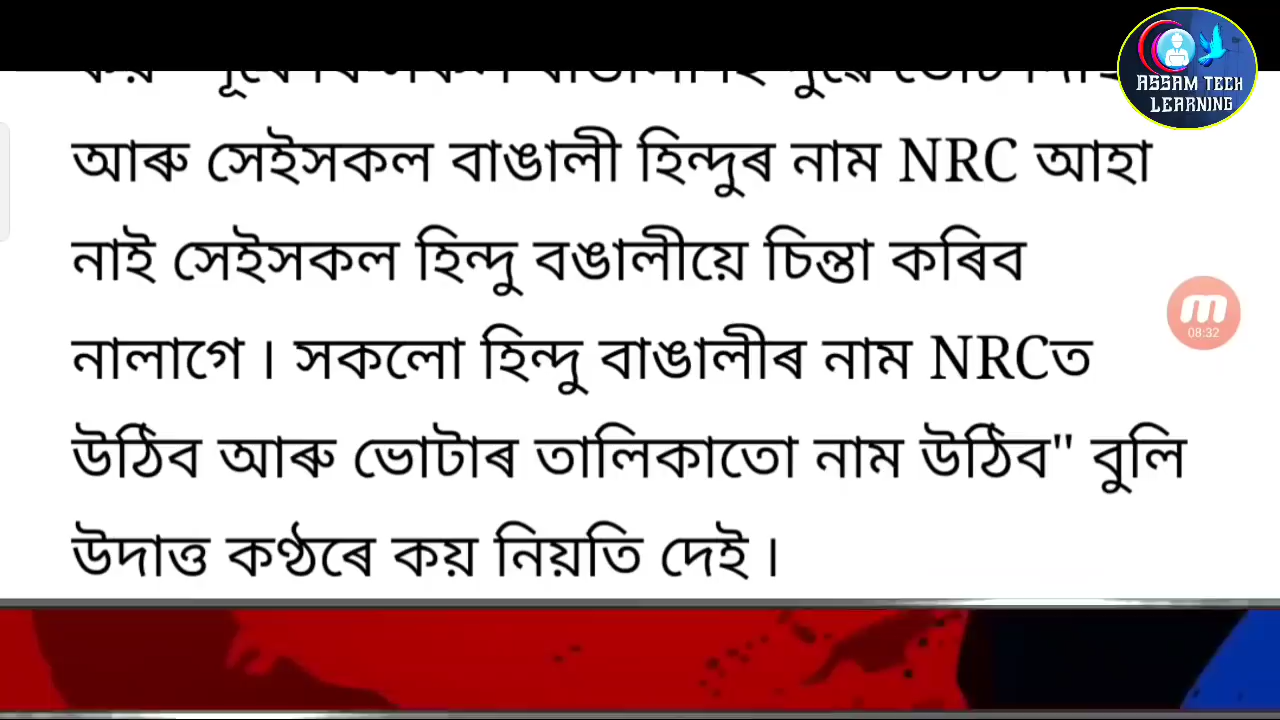 ASSAM TECH
LEARNING
আৰু সেইসকল বাঙালী হিন্দুৰ নাম NRC আহা
নাই সেইসকল হিন্দু বঙালীয়ে চিন্তা কৰিব
08:32
নালাগে । সকলো হিন্দু বাঙালীৰ নাম NRCত
উঠিব আৰু ভোটাৰ তালিকাতো নাম উঠিব" বুলি
উদাত্ত কণ্ঠৰে কয় নিয়তি দেই ।